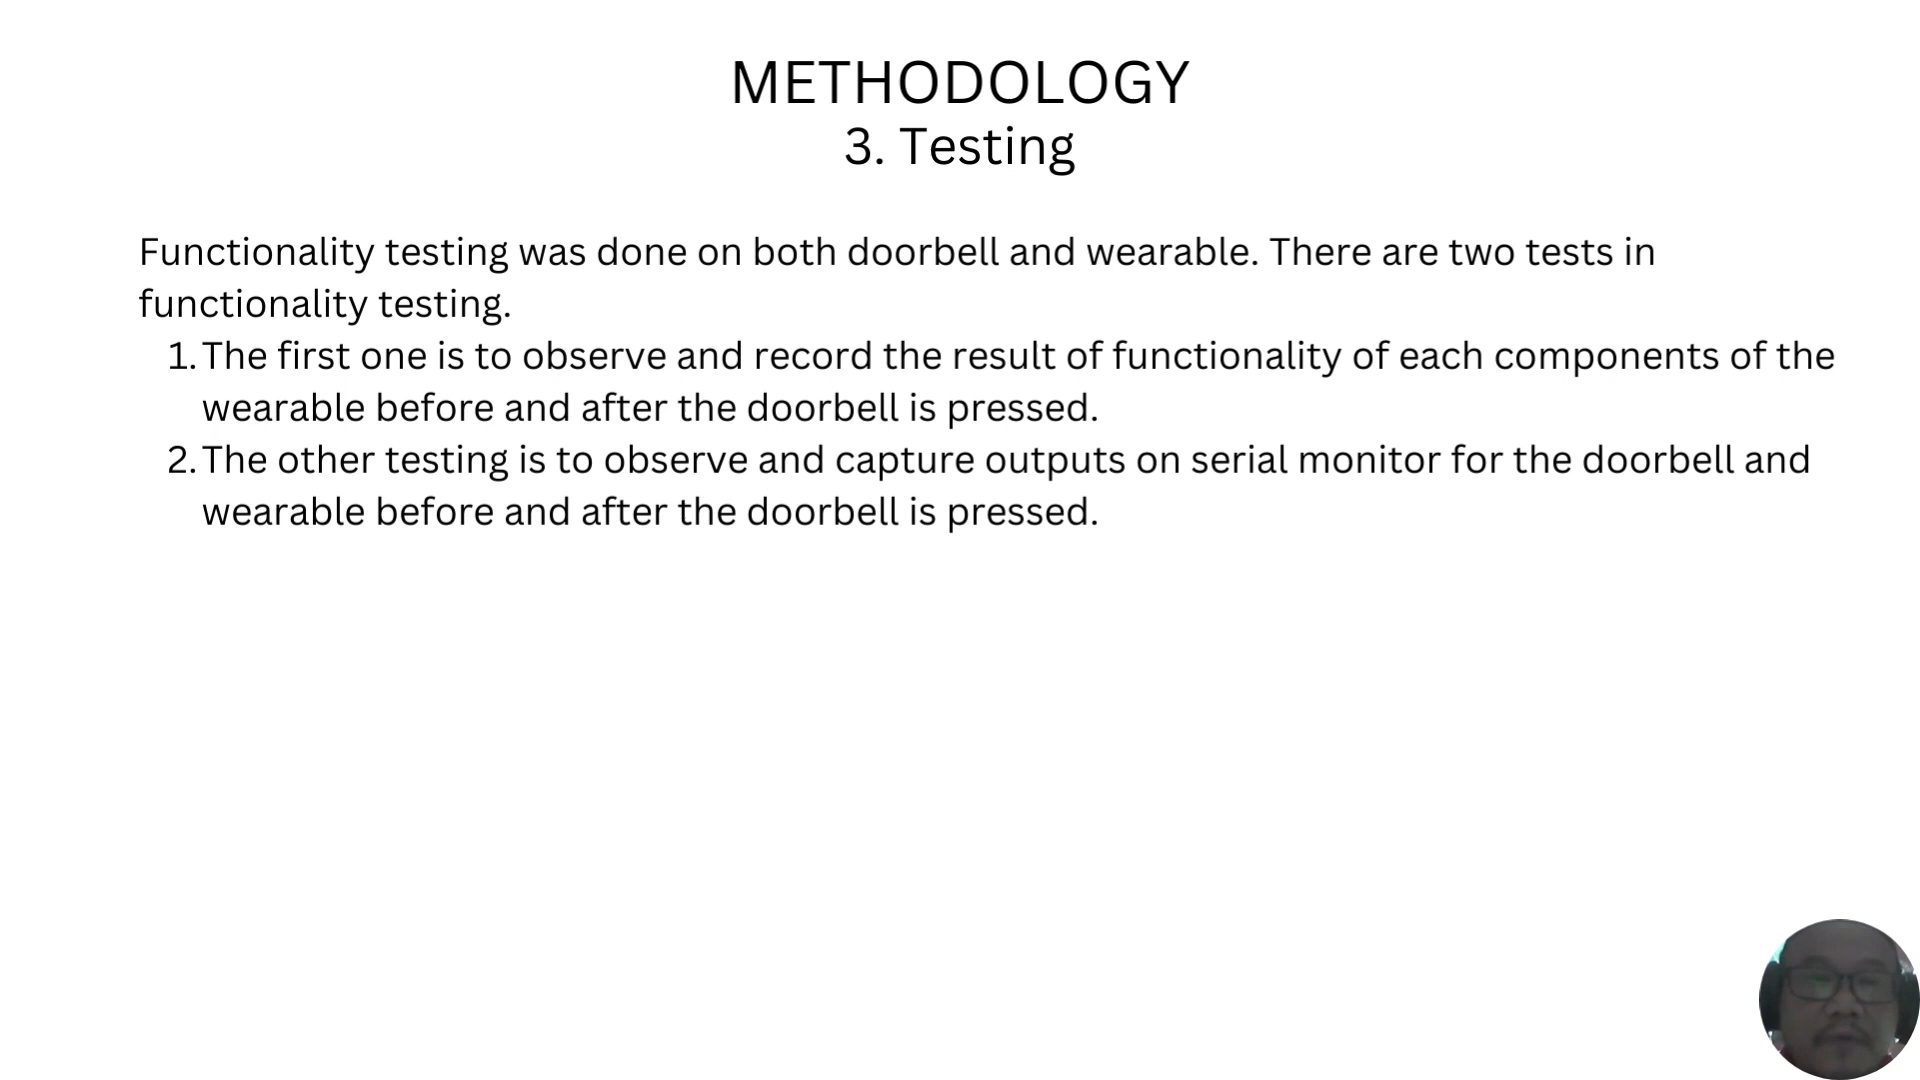 METHODOLOGY
3. Testing
Functionality testing was done on both doorbell and wearable. There are two tests in
functionality testing.
1. The first one is to observe and record the result of functionality of each components of the
wearable before and after the doorbell is pressed.
2. The other testing is to observe and capture outputs on serial monitor for the doorbell and
wearable before and after the doorbell is pressed.